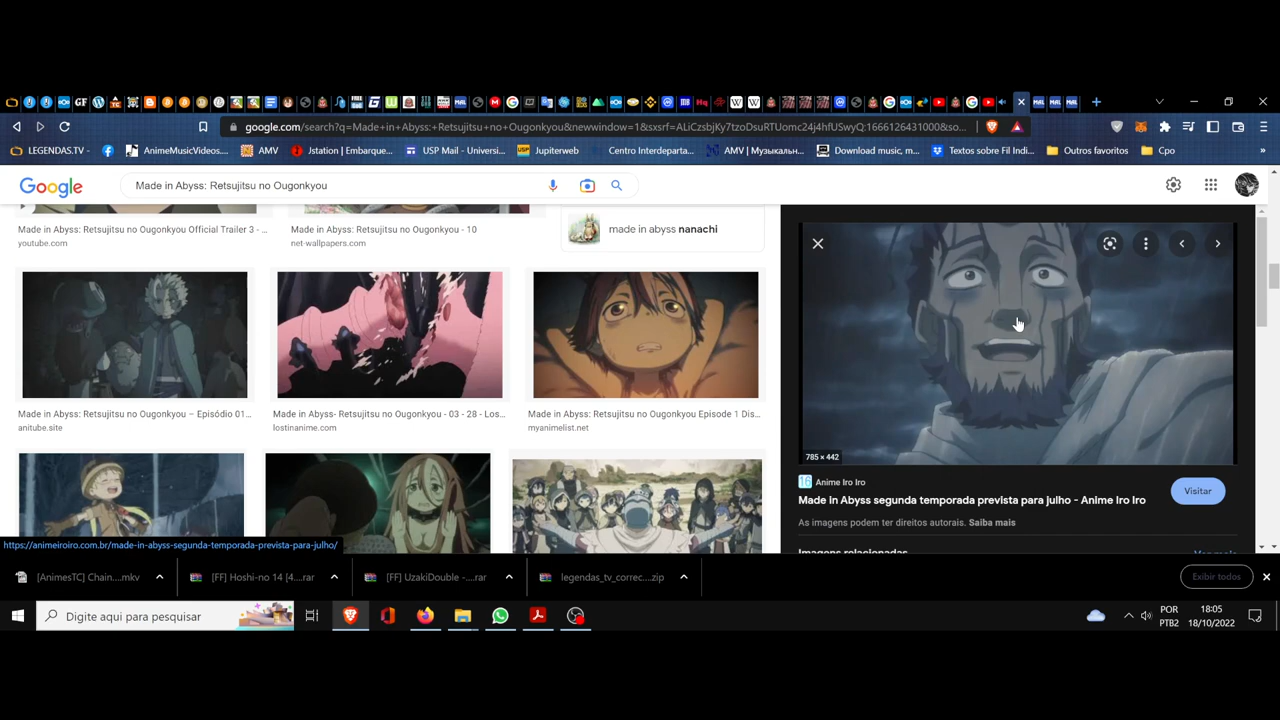 google.com/search?q=Made+in+Abyss:+Retsujitsu+no+Ougonkyou&newwindow=1&sxsrf=ALiCzsbjKy7tzoDsuRTUomc24j4hfUSwyQ:1666126431000&so...
LEGENDAS.TV
AnimeMusicVideos....
AMV
Jstation | Embarque...
USP Mail - Universi...
Jupiterweb
Centro Interdeparta...
AMV | Музыкальн...
Download music, m...
Textos sobre Fil Indi...
Outros favoritos
Cpo
»
Google
Made in Abyss: Retsujitsu no Ougonkyou
Made in Abyss: Retsujitsu no Ougonkyou Official Trailer 3 - ...
youtube.com
Made in Abyss: Retsujitsu no Ougonkyou - 10
net-wallpapers.com
made in abyss nanachi
Made in Abyss: Retsujitsu no Ougonkyou – Episódio 01...
anitube.site
Made in Abyss- Retsujitsu no Ougonkyou - 03 - 28 - Los...
lostinanime.com
Made in Abyss: Retsujitsu no Ougonkyou Episode 1 Dis...
myanimelist.net
785 × 442
Anime Iro Iro
Made in Abyss segunda temporada prevista para julho - Anime Iro Iro
Visitar
As imagens podem ter direitos autorais. Saiba mais
https://animeiroiro.com.br/made-in-abyss-segunda-temporada-prevista-para-julho/
[AnimesTC] Chain....mkv
[FF] Hoshi-no 14 [4....rar
[FF] UzakiDouble -....rar
legendas_tv_correc....zip
Exibir todos
Digite aqui para pesquisar
POR
PTB2
18:05
18/10/2022